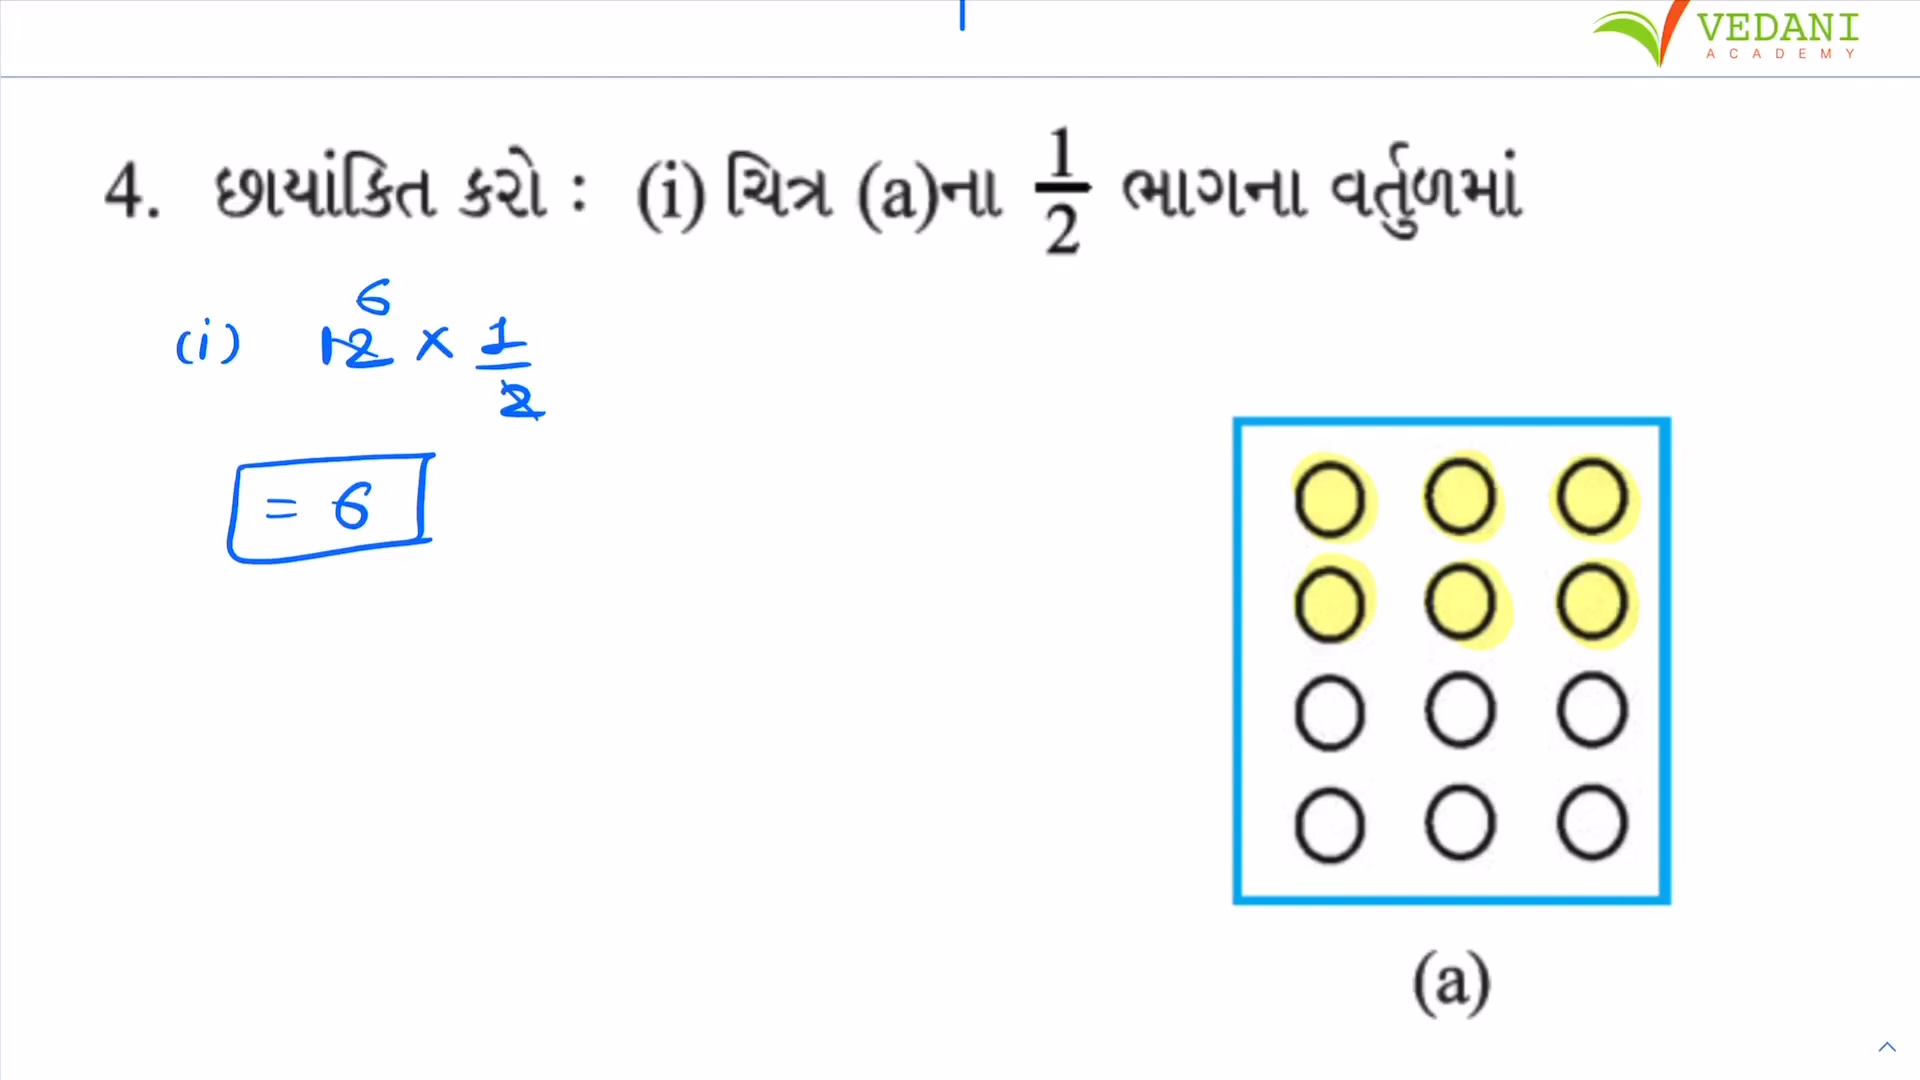 VEDANI
ACADEMY
4. છાયાંકિત કરો : (i) ચિત્ર (a)ના 1/2 ભાગના વર્તુળમાં
6
(i) 12 × 1/2
= 6
(a)